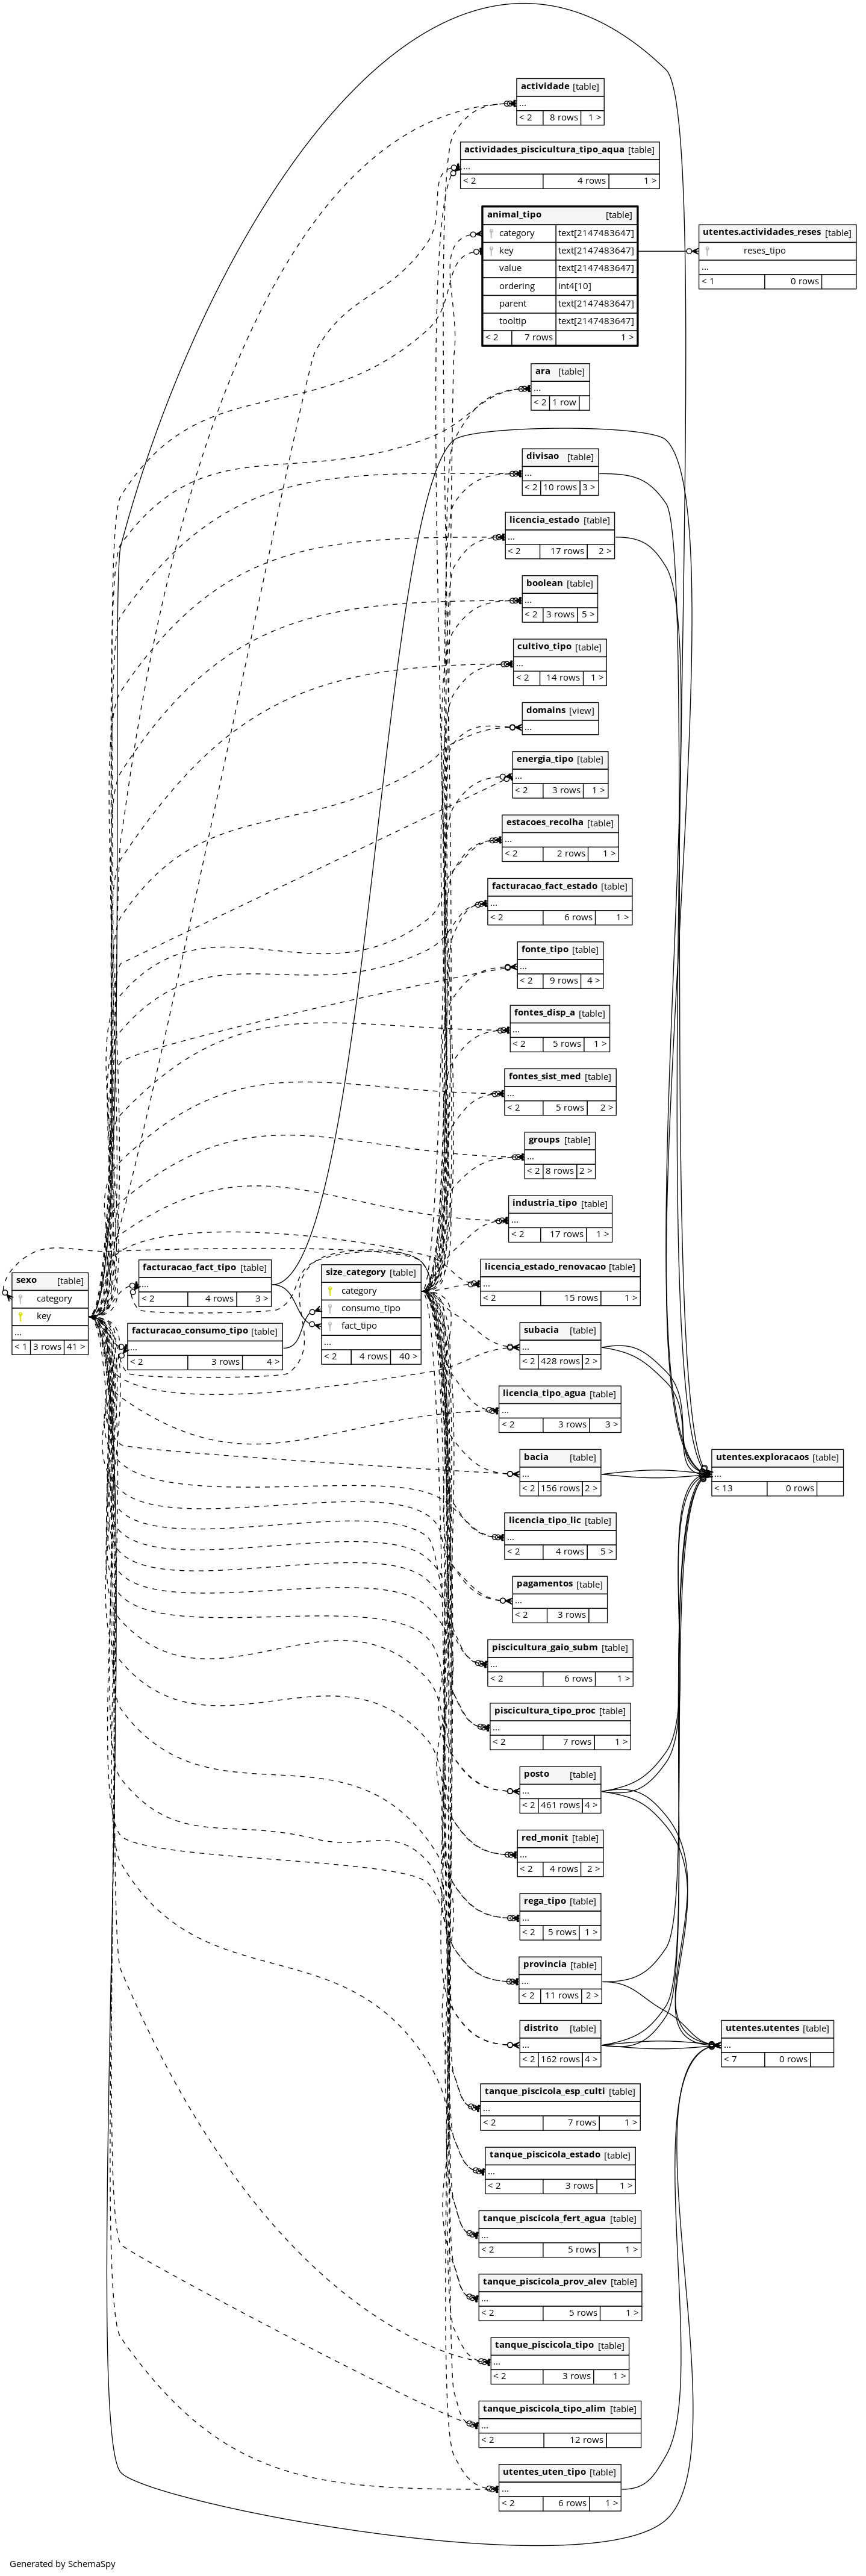 actividade [table]
...
< 2 8 rows 1 >
actividades_piscicultura_tipo_aqua [table]
...
< 2 4 rows 1 >
animal_tipo [table]
category text[2147483647]
key text[2147483647]
value text[2147483647]
ordering int4[10]
parent text[2147483647]
tooltip text[2147483647]
< 2 7 rows 1 >
utentes.actividades_reses [table]
reses_tipo
...
< 1 0 rows
ara [table]
...
< 2 1 row
divisao [table]
...
< 2 10 rows 3 >
licencia_estado [table]
...
< 2 17 rows 2 >
boolean [table]
...
< 2 3 rows 5 >
cultivo_tipo [table]
...
< 2 14 rows 1 >
domains [view]
...
energia_tipo [table]
...
< 2 3 rows 1 >
estacoes_recolha [table]
...
< 2 2 rows 1 >
facturacao_fact_estado [table]
...
< 2 6 rows 1 >
fonte_tipo [table]
...
< 2 9 rows 4 >
fontes_disp_a [table]
...
< 2 5 rows 1 >
fontes_sist_med [table]
...
< 2 5 rows 2 >
groups [table]
...
< 2 8 rows 2 >
industria_tipo [table]
...
< 2 17 rows 1 >
sexo [table]
category
key
...
< 1 3 rows 41 >
facturacao_fact_tipo [table]
...
< 2 4 rows 3 >
facturacao_consumo_tipo [table]
...
< 2 3 rows 4 >
size_category [table]
category
consumo_tipo
fact_tipo
...
< 2 4 rows 40 >
licencia_estado_renovacao [table]
...
< 2 15 rows 1 >
subacia [table]
...
< 2 428 rows 2 >
licencia_tipo_agua [table]
...
< 2 3 rows 3 >
bacia [table]
...
< 2 156 rows 2 >
utentes.exploracaos [table]
...
< 13 0 rows
licencia_tipo_lic [table]
...
< 2 4 rows 5 >
pagamentos [table]
...
< 2 3 rows
piscicultura_gaio_subm [table]
...
< 2 6 rows 1 >
piscicultura_tipo_proc [table]
...
< 2 7 rows 1 >
posto [table]
...
< 2 461 rows 4 >
red_monit [table]
...
< 2 4 rows 2 >
rega_tipo [table]
...
< 2 5 rows 1 >
provincia [table]
...
< 2 11 rows 2 >
distrito [table]
...
< 2 162 rows 4 >
utentes.utentes [table]
...
< 7 0 rows
tanque_piscicola_esp_culti [table]
...
< 2 7 rows 1 >
tanque_piscicola_estado [table]
...
< 2 3 rows 1 >
tanque_piscicola_fert_agua [table]
...
< 2 5 rows 1 >
tanque_piscicola_prov_alev [table]
...
< 2 5 rows 1 >
tanque_piscicola_tipo [table]
...
< 2 3 rows 1 >
tanque_piscicola_tipo_alim [table]
...
< 2 12 rows
utentes_uten_tipo [table]
...
< 2 6 rows 1 >
Generated by SchemaSpy